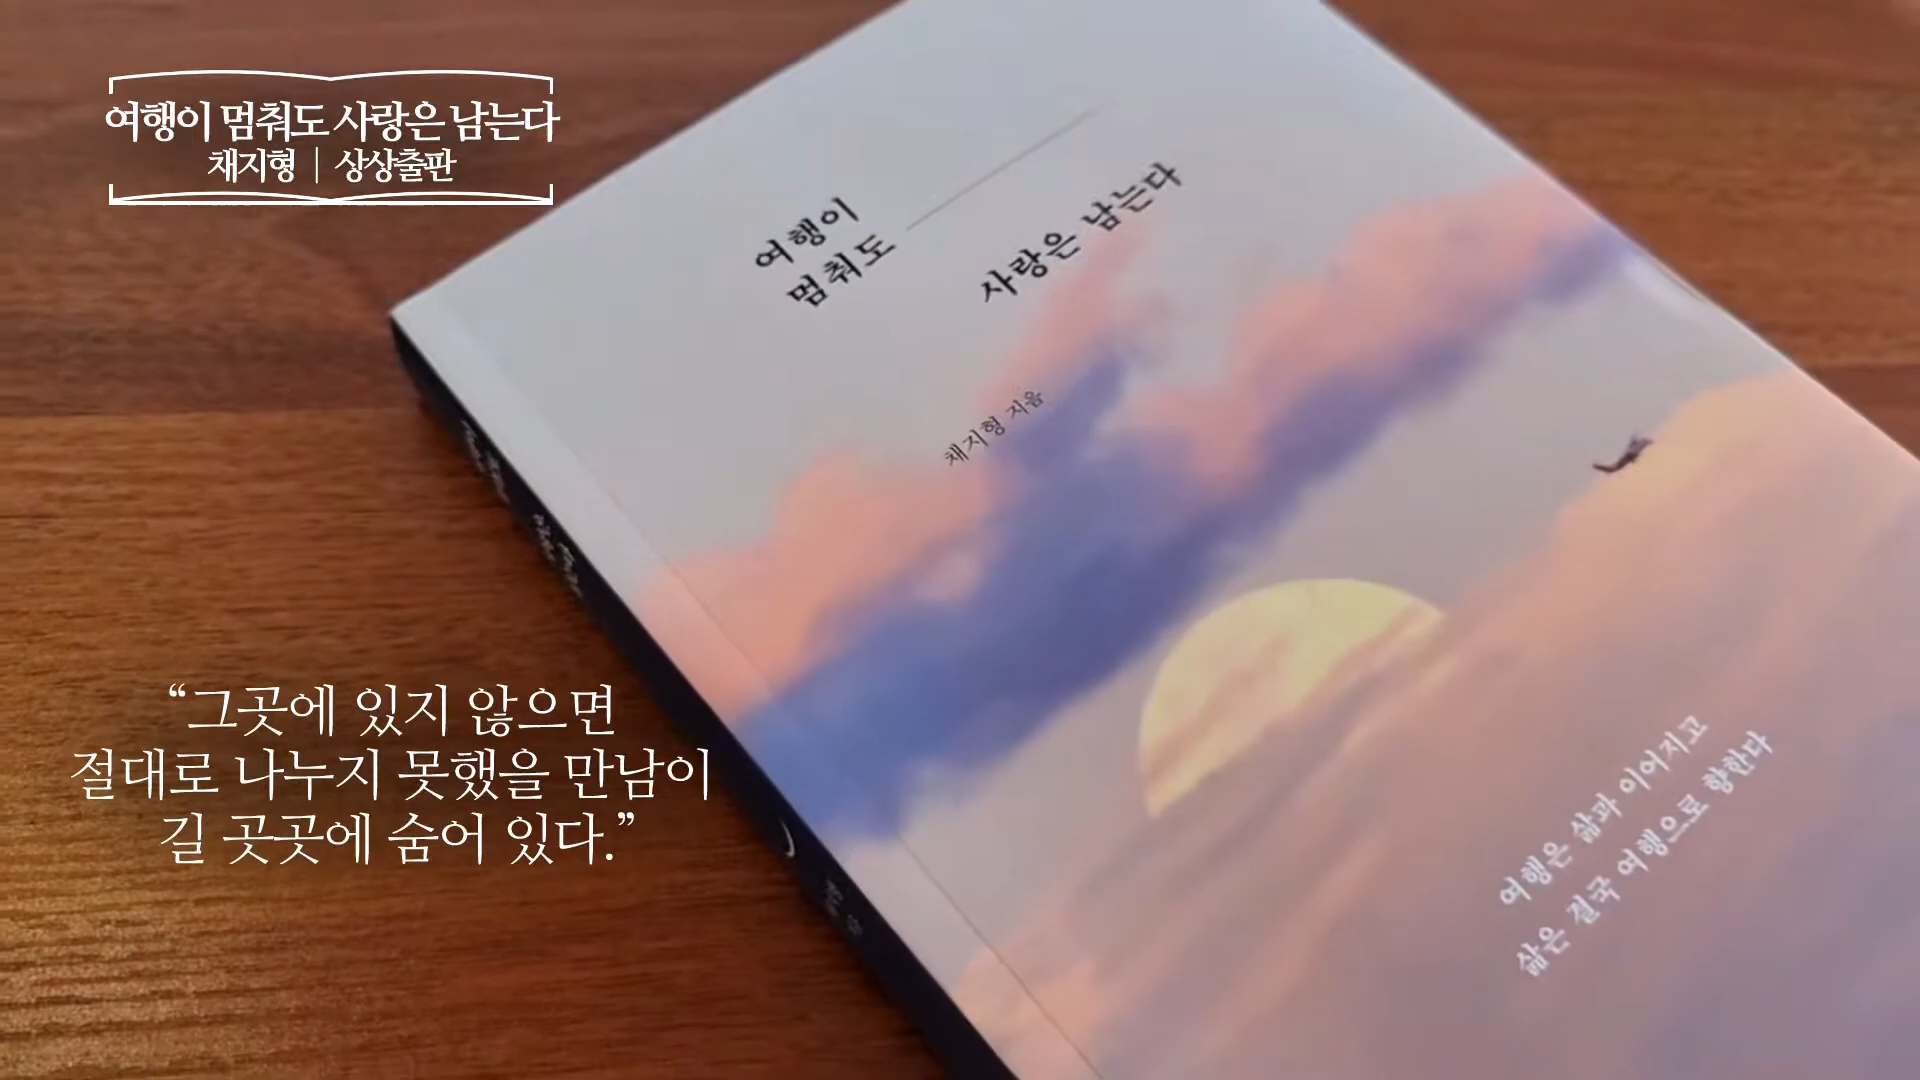 여행이 멈춰도 사랑은 남는다
채지형 | 상상출판
여행이
멈춰도
사랑은 남는다
채지형 지음
“그곳에 있지 않으면
절대로 나누지 못했을 만남이
길 곳곳에 숨어 있다.”
여행은 삶과 이어지고
삶은 결국 여행으로 향한다